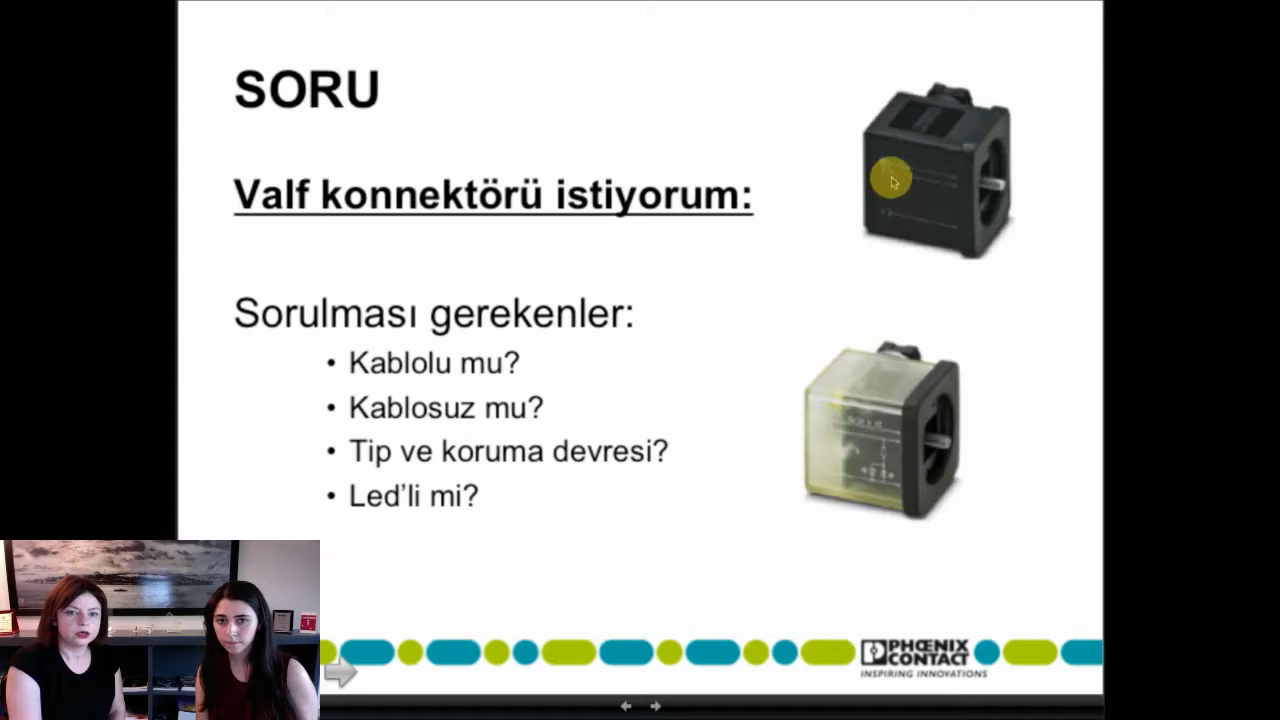 SORU
Valf konnektörü istiyorum:
Sorulması gerekenler:
• Kablolu mu?
• Kablosuz mu?
• Tip ve koruma devresi?
• Led’li mi?
PHŒNIX
CONTACT
INSPIRING INNOVATIONS